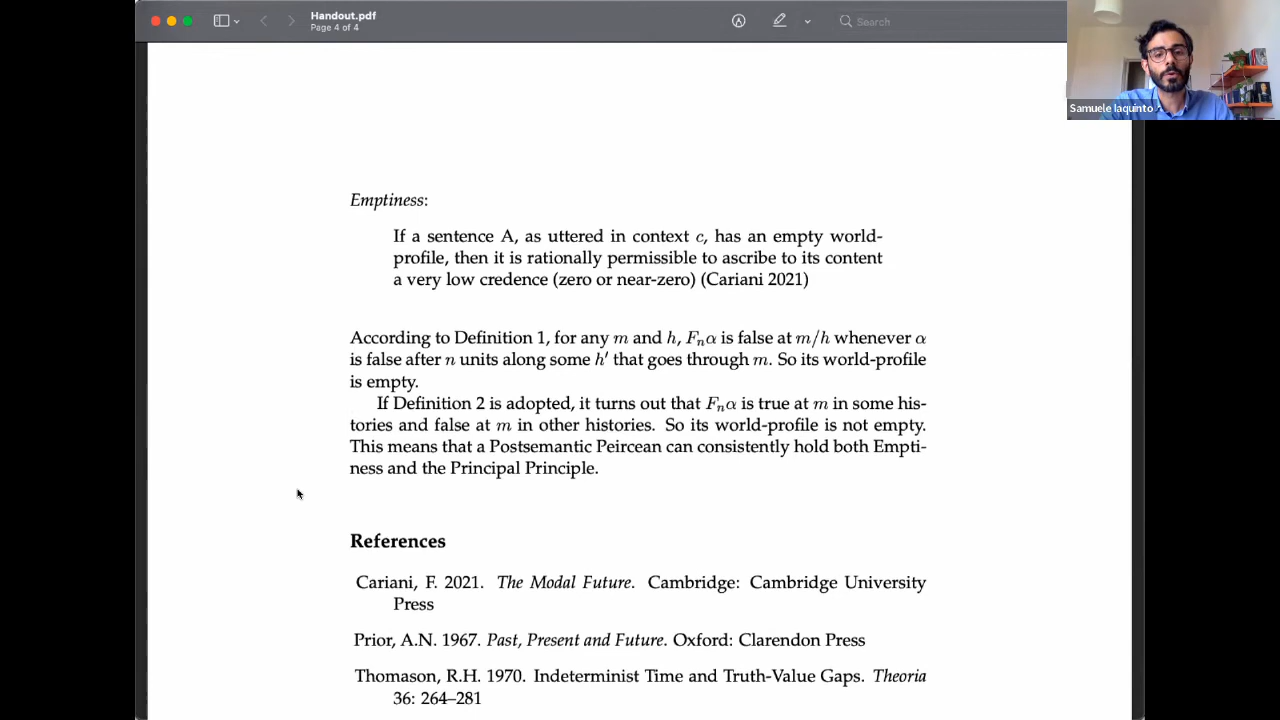 Handout.pdf
Page 4 of 4
Search
Samuele Iaquinto
Emptiness:
If a sentence A, as uttered in context c, has an empty world-
profile, then it is rationally permissible to ascribe to its content
a very low credence (zero or near-zero) (Cariani 2021)
According to Definition 1, for any m and h, Fₙα is false at m/h whenever α
is false after n units along some h′ that goes through m. So its world-profile
is empty.
If Definition 2 is adopted, it turns out that Fₙα is true at m in some his-
tories and false at m in other histories. So its world-profile is not empty.
This means that a Postsemantic Peircean can consistently hold both Empti-
ness and the Principal Principle.
References
Cariani, F. 2021. The Modal Future. Cambridge: Cambridge University
Press
Prior, A.N. 1967. Past, Present and Future. Oxford: Clarendon Press
Thomason, R.H. 1970. Indeterminist Time and Truth-Value Gaps. Theoria
36: 264–281